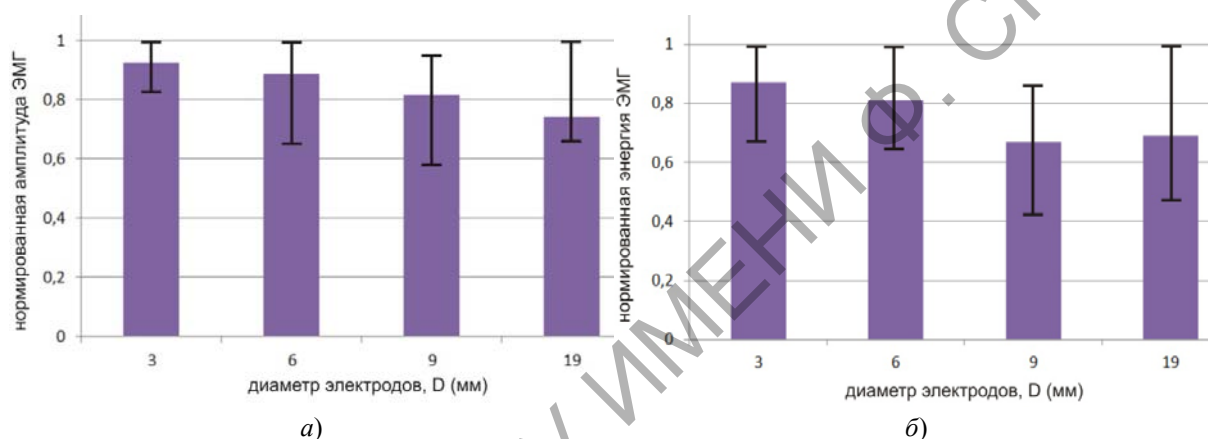 нормированная амплитуда ЭМГ
1
0,8
0,6
0,4
0,2
0
3 6 9 19
диаметр электродов, D (мм)
а)
нормированная энергия ЭМГ
1
0,8
0,6
0,4
0,2
0
3 6 9 19
диаметр электродов, D (мм)
б)
ИМЕНИ Ф. С